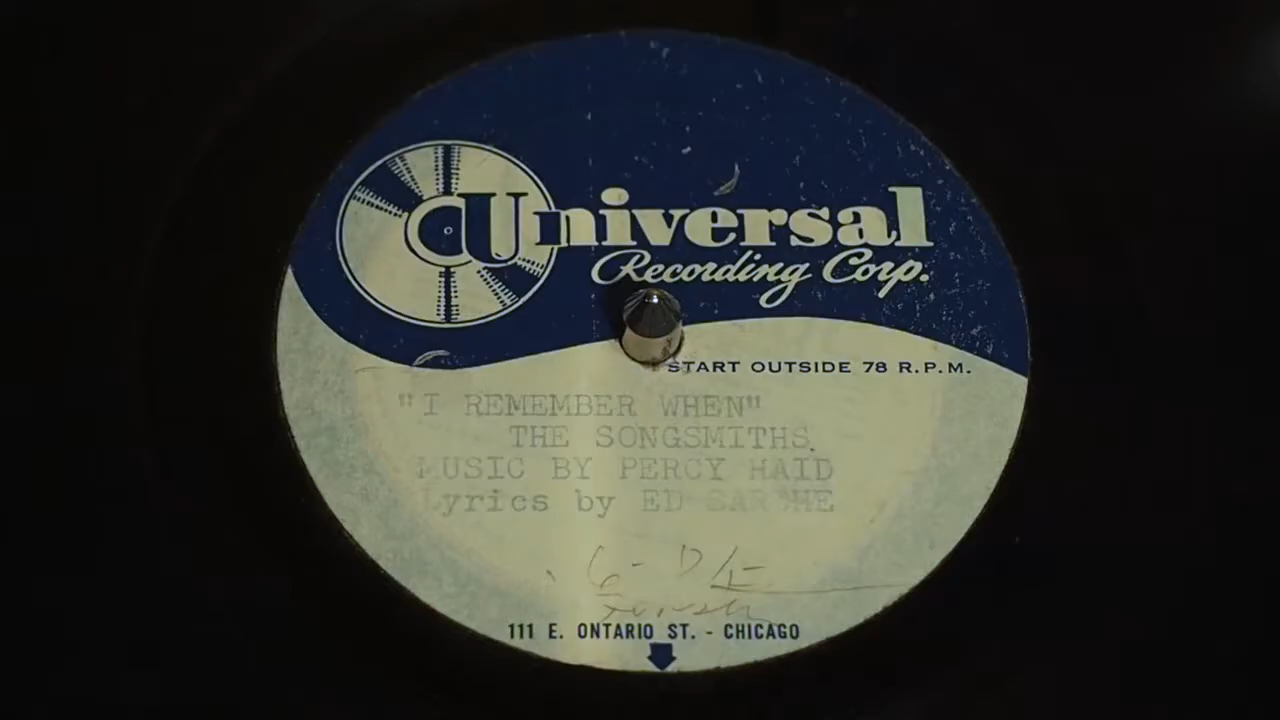 Universal
Recording Corp.
START OUTSIDE 78 R.P.M.
"I REMEMBER WHEN"
THE SONGSMITHS.
MUSIC BY PERCY HAID
Lyrics by ED
111 E. ONTARIO ST. - CHICAGO